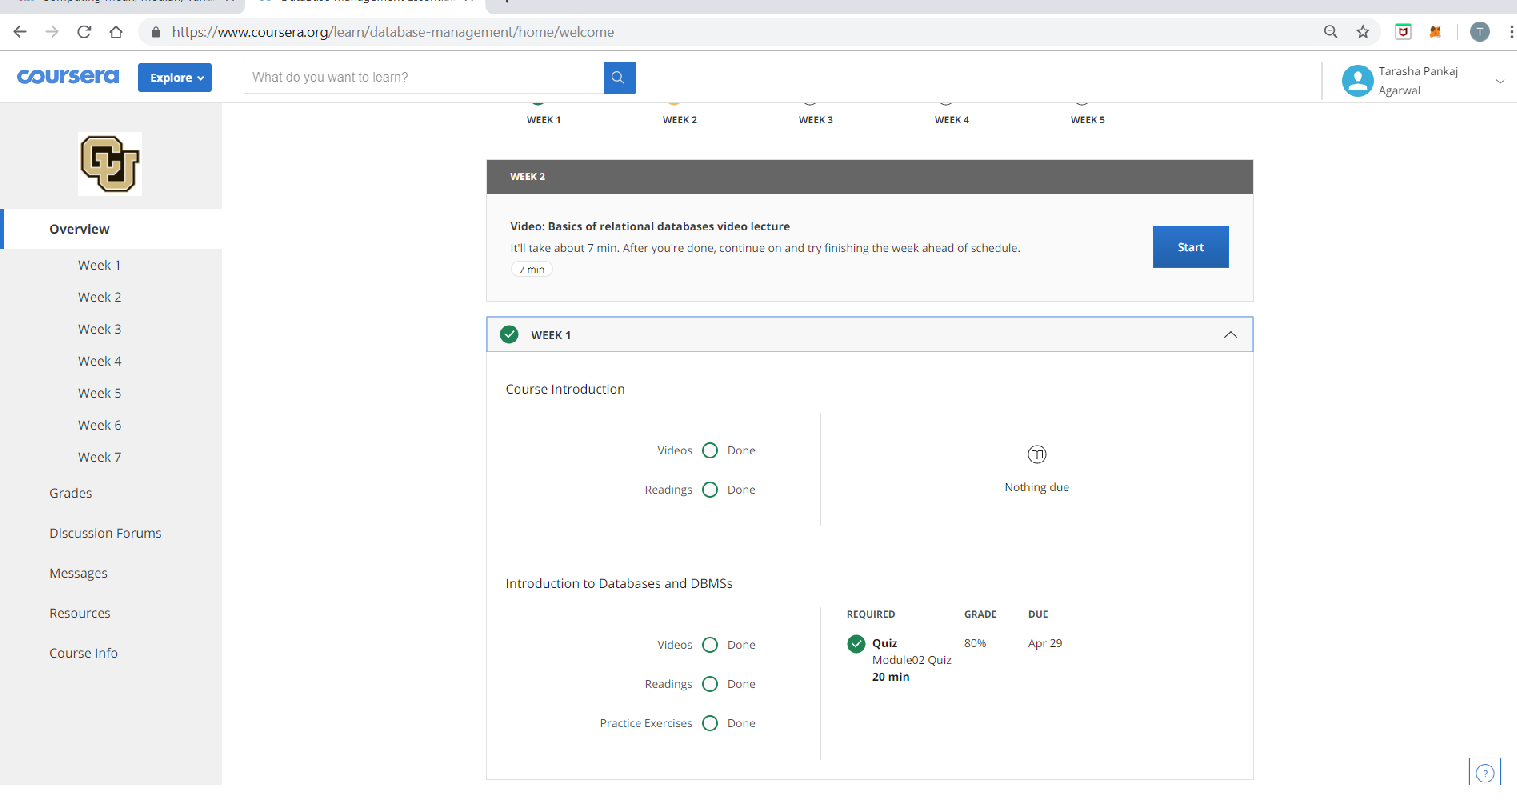 https://www.coursera.org/learn/database-management/home/welcome
T
coursera
Explore
What do you want to learn?
Tarasha Pankaj
Agarwal
WEEK 1
WEEK 2
WEEK 3
WEEK 4
WEEK 5
CU
Overview
Week 1
Week 2
Week 3
Week 4
Week 5
Week 6
Week 7
Grades
Discussion Forums
Messages
Resources
Course Info
WEEK 2
Video: Basics of relational databases video lecture
It'll take about 7 min. After you're done, continue on and try finishing the week ahead of schedule.
7 min
Start
WEEK 1
Course Introduction
Videos Done
Readings Done
Nothing due
Introduction to Databases and DBMSs
Videos Done
Readings Done
Practice Exercises Done
REQUIRED GRADE DUE
Quiz 80% Apr 29
Module02 Quiz
20 min
?